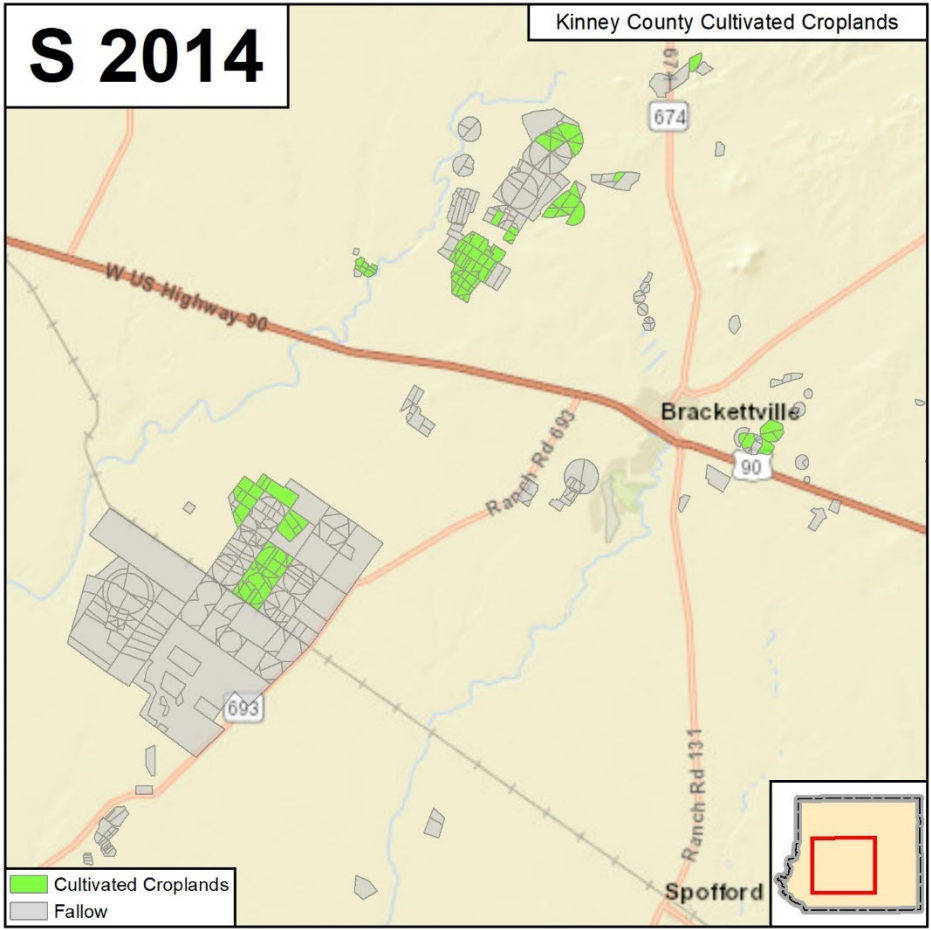 S 2014
Kinney County Cultivated Croplands
674
674
W US Highway 90
Brackettville
Ranch Rd 693
90
693
Ranch Rd 131
Spofford
Cultivated Croplands
Fallow